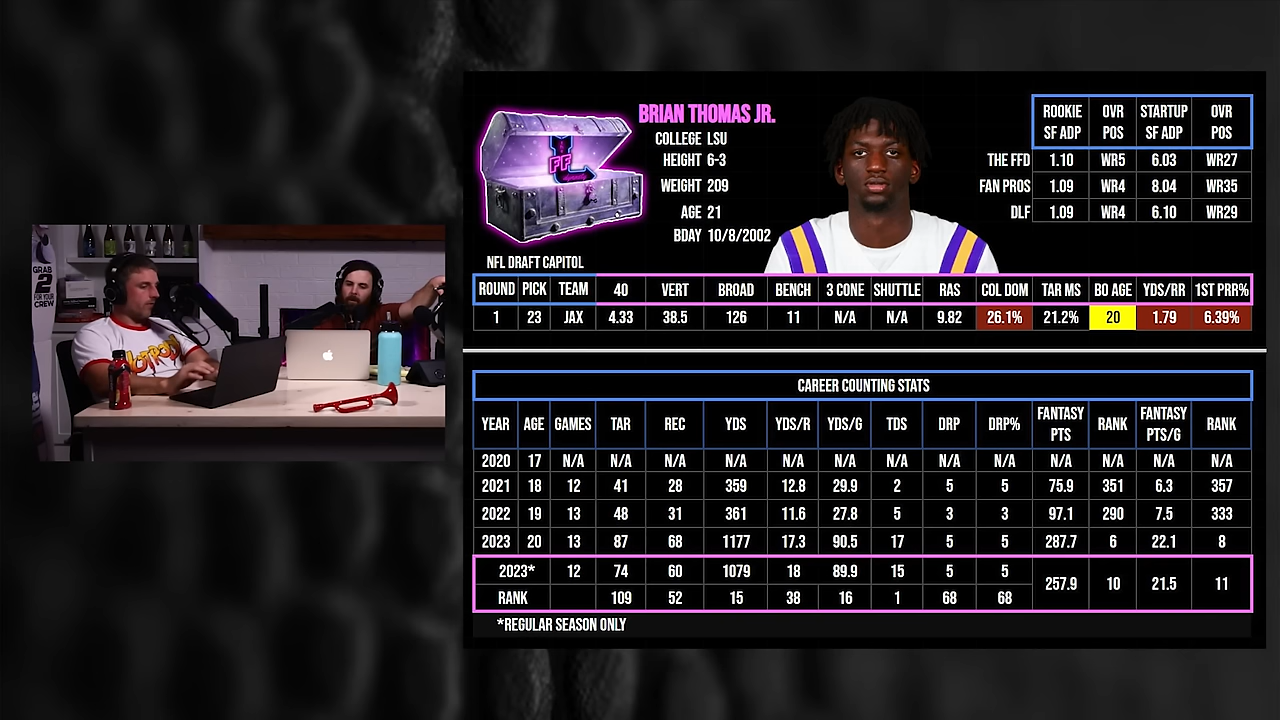 BRIAN THOMAS JR.
COLLEGE LSU
HEIGHT 6-3
WEIGHT 209
AGE 21
BDAY 10/8/2002
FF
dynasty
ROOKIE SF ADP OVR POS STARTUP SF ADP OVR POS
THE FFD 1.10 WR5 6.03 WR27
FAN PROS 1.09 WR4 8.04 WR35
DLF 1.09 WR4 6.10 WR29
NFL DRAFT CAPITOL
ROUND PICK TEAM 40 VERT BROAD BENCH 3 CONE SHUTTLE RAS COL DOM TAR MS BO AGE YDS/RR 1ST PRR%
1 23 JAX 4.33 38.5 126 11 N/A N/A 9.82 26.1% 21.2% 20 1.79 6.39%
CAREER COUNTING STATS
YEAR AGE GAMES TAR REC YDS YDS/R YDS/G TDS DRP DRP% FANTASY PTS RANK FANTASY PTS/G RANK
2020 17 N/A N/A N/A N/A N/A N/A N/A N/A N/A N/A N/A N/A N/A
2021 18 12 41 28 359 12.8 29.9 2 5 5 75.9 351 6.3 357
2022 19 13 48 31 361 11.6 27.8 5 3 3 97.1 290 7.5 333
2023 20 13 87 68 1177 17.3 90.5 17 5 5 287.7 6 22.1 8
2023* 12 74 60 1079 18 89.9 15 5 5 257.9 10 21.5 11
RANK 109 52 15 38 16 1 68 68
*REGULAR SEASON ONLY
GRAB
2
FOR YOUR
CREW